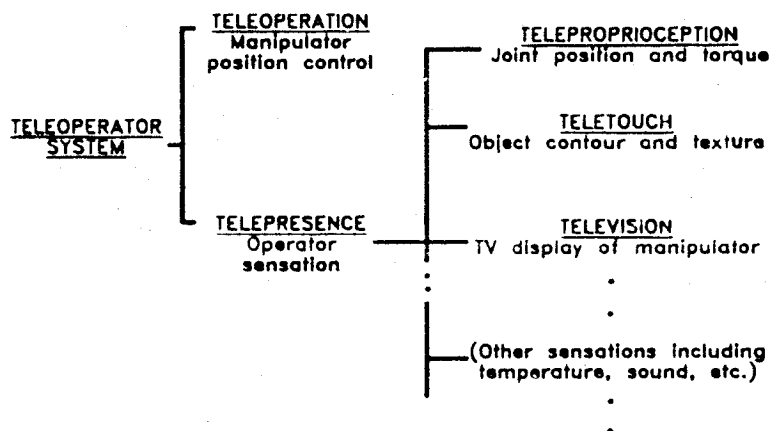 TELEOPERATION
Manipulator
position control
TELEOPERATOR
SYSTEM
TELEPRESENCE
Operator
sensation
TELEPROPRIOCEPTION
Joint position and torque
TELETOUCH
Object contour and texture
TELEVISION
TV display of manipulator
(Other sensations including
temperature, sound, etc.)